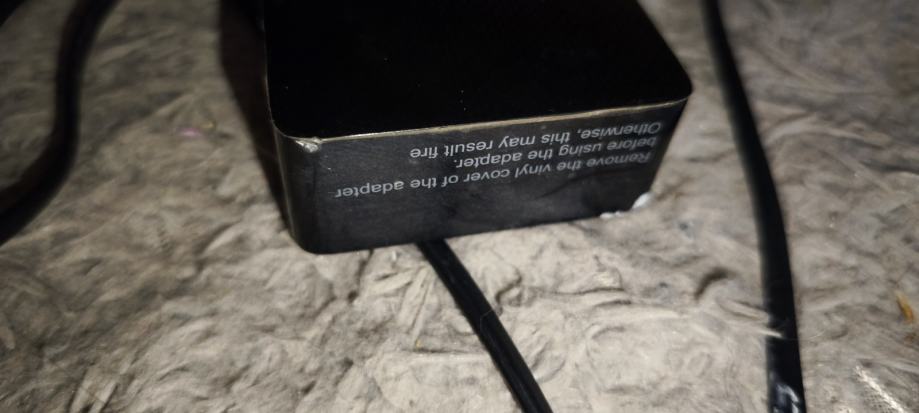 Remove the vinyl cover of the adapter
before using the adapter.
Otherwise, this may result fire